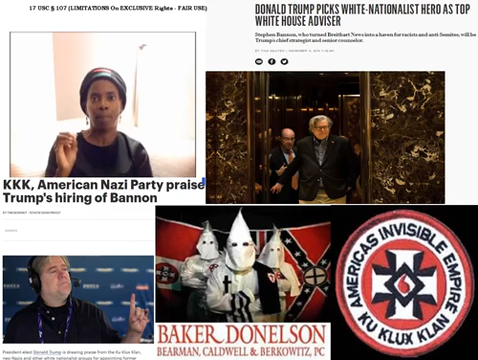 17 USC § 107 (LIMITATIONS On EXCLUSIVE Rights - FAIR USE)
DONALD TRUMP PICKS WHITE-NATIONALIST HERO AS TOP
WHITE HOUSE ADVISER
Stephen Bannon, who turned Breitbart News into a haven for racists and anti-Semites, will be
Trump's chief strategist and senior counselor.
KKK, American Nazi Party praise
Trump's hiring of Bannon
President-elect Donald Trump is drawing praise from the Ku Klux Klan,
neo-Nazis and other white nationalist groups for appointing former
BAKER DONELSON
BEARMAN, CALDWELL & BERKOWITZ, PC
AMERICAS INVISIBLE EMPIRE
KU KLUX KLAN